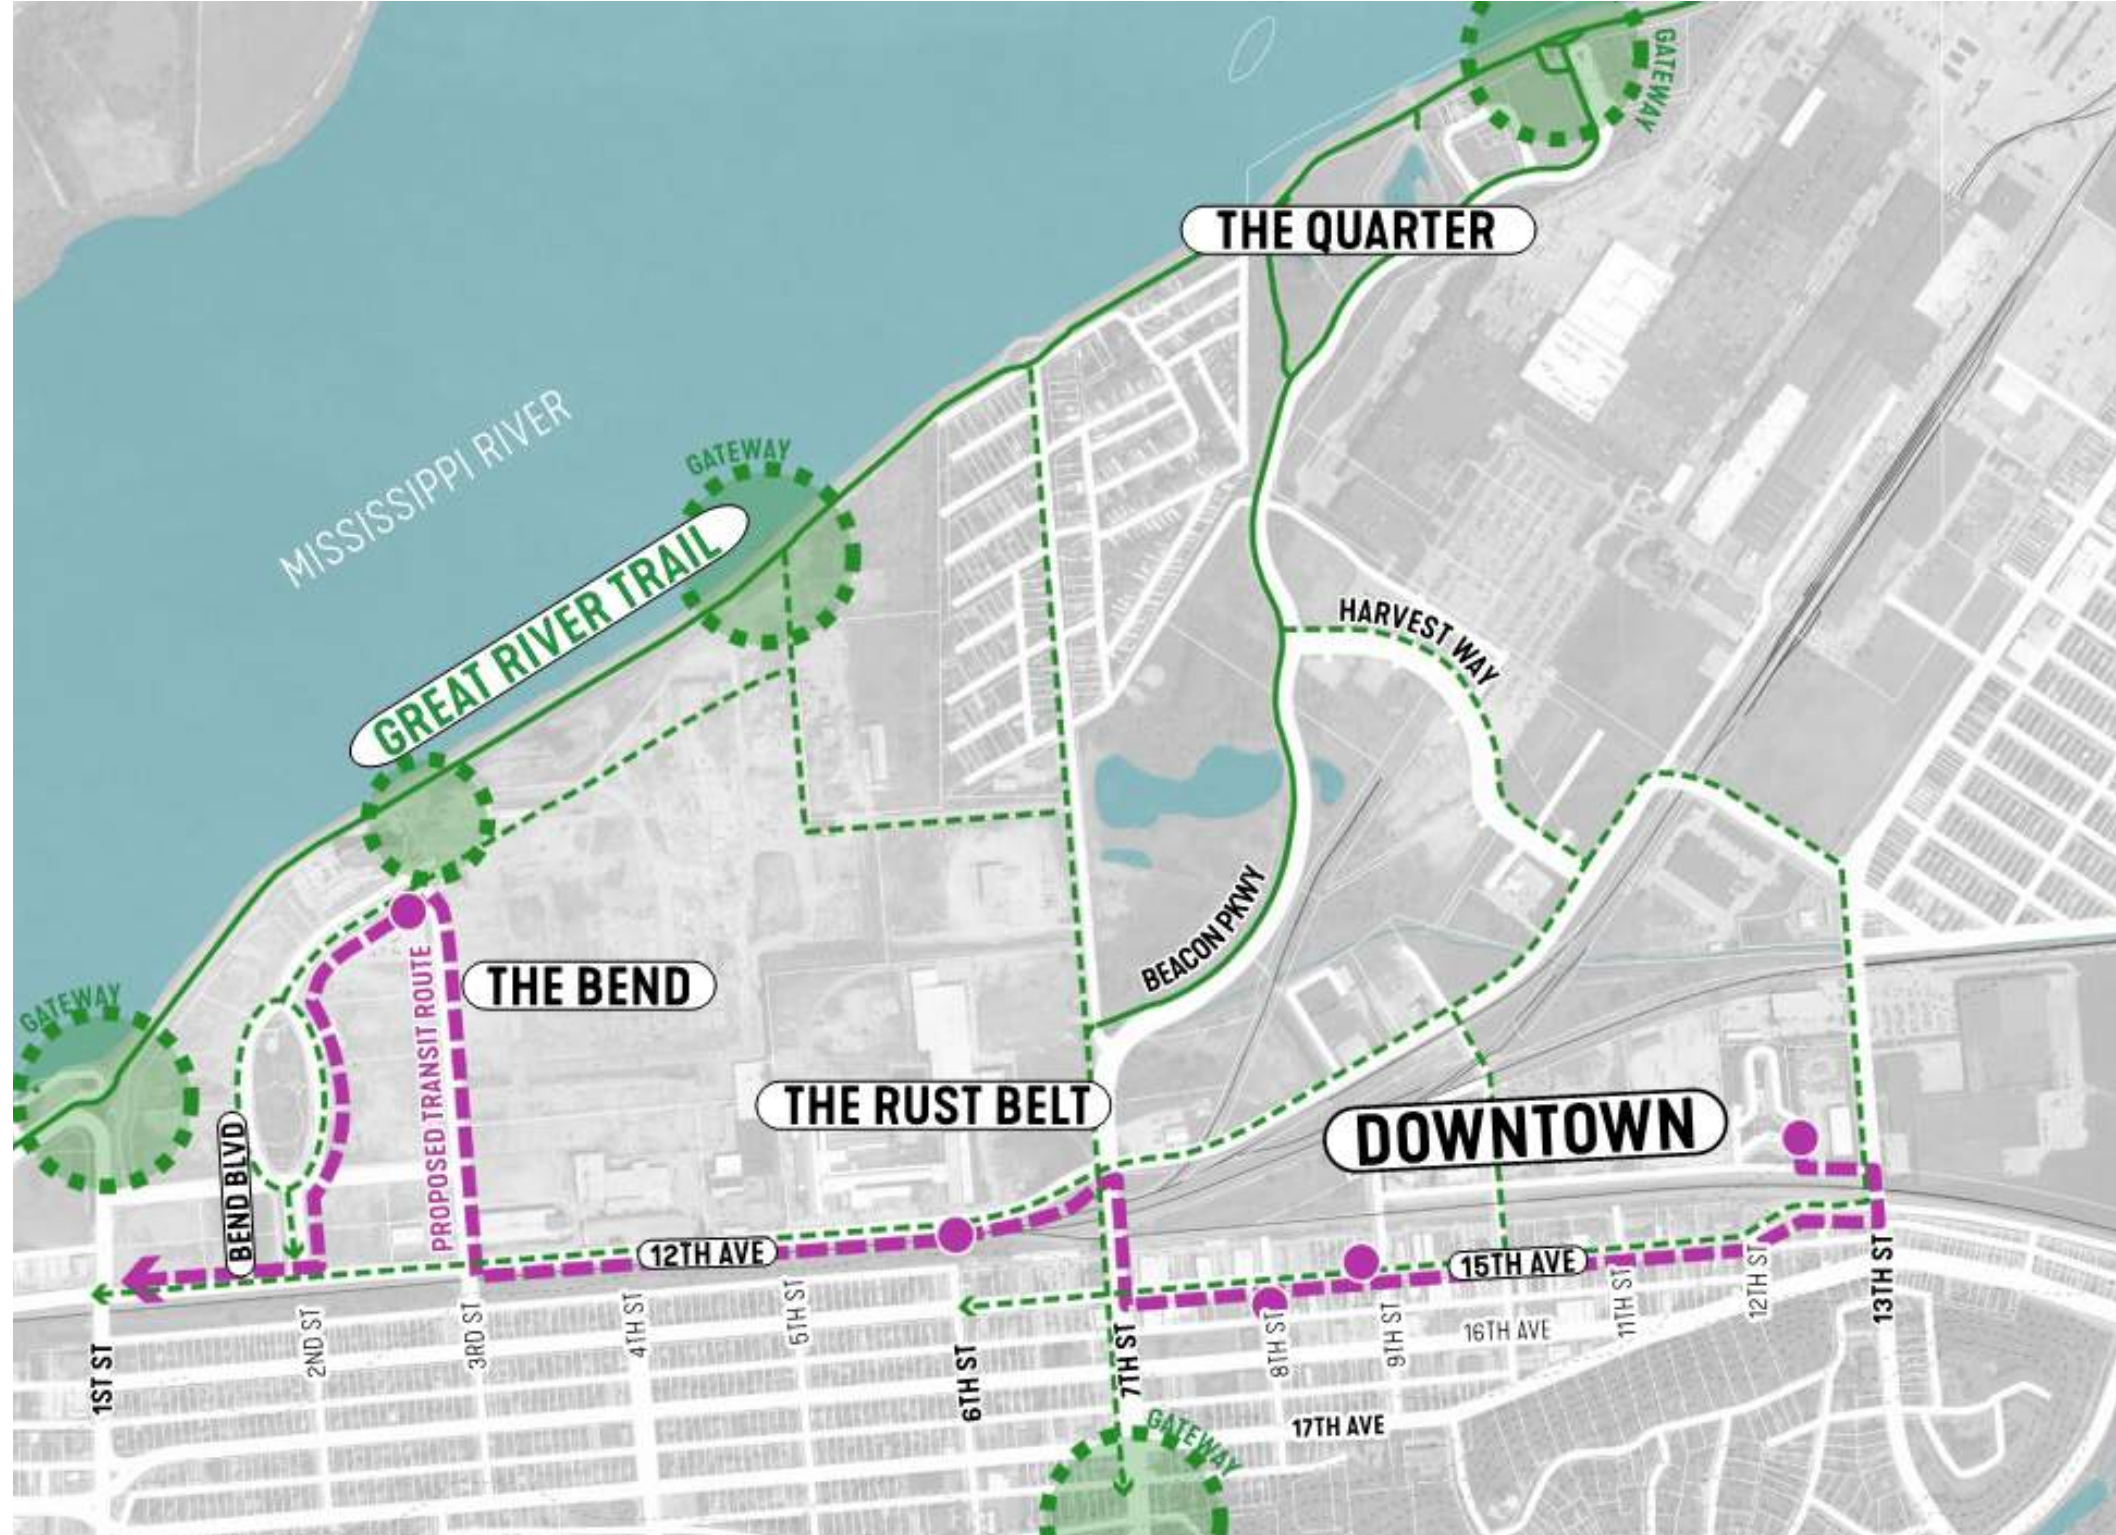 GATEWAY
THE QUARTER
MISSISSIPPI RIVER
GATEWAY
GREAT RIVER TRAIL
HARVEST WAY
BEACON PKWY
GATEWAY
THE BEND
PROPOSED TRANSIT ROUTE
THE RUST BELT
DOWNTOWN
BEND BLVD
12TH AVE
15TH AVE
1ST ST
2ND ST
3RD ST
4TH ST
5TH ST
6TH ST
7TH ST
8TH ST
9TH ST
16TH AVE
11TH ST
12TH ST
13TH ST
17TH AVE
GATEWAY